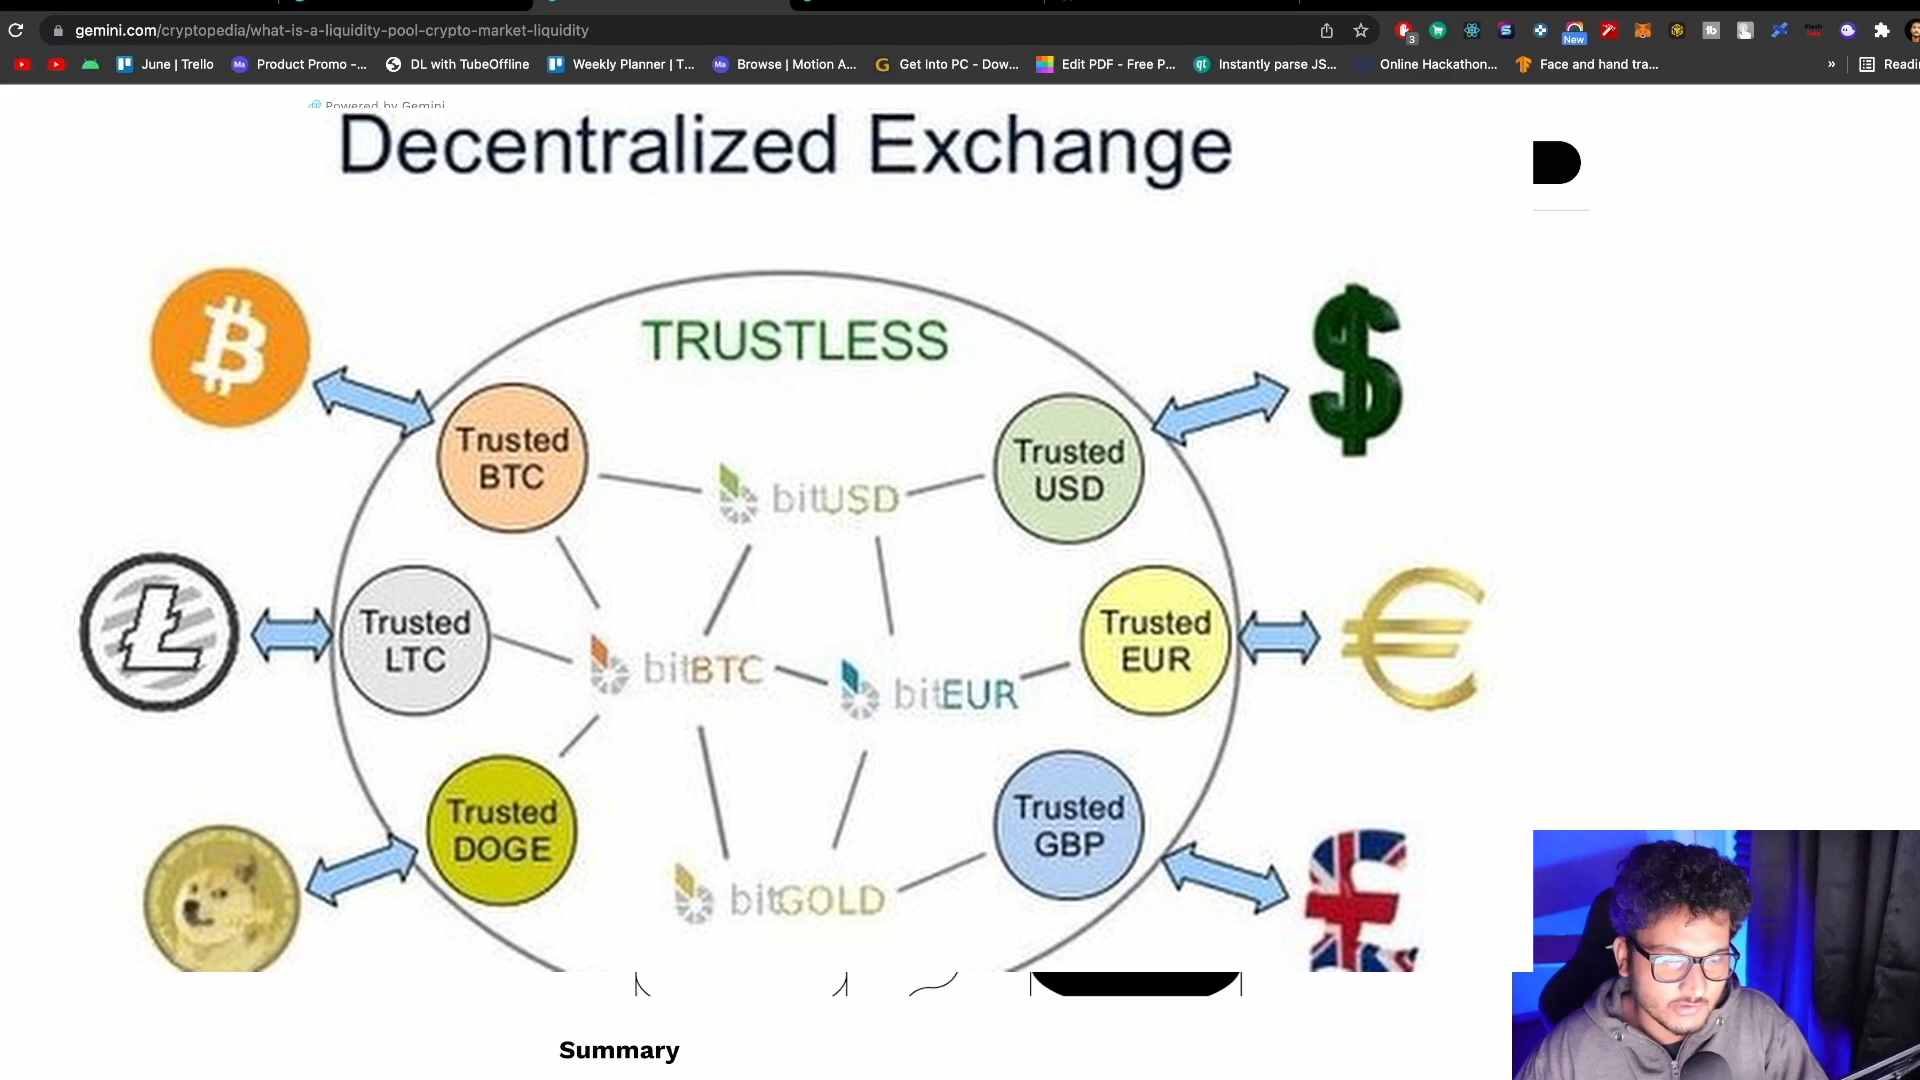 gemini.com/cryptopedia/what-is-a-liquidity-pool-crypto-market-liquidity
3
New
June | Trello
Product Promo -...
DL with TubeOffline
Weekly Planner | T...
Browse | Motion A...
Get Into PC - Dow...
Edit PDF - Free P...
Instantly parse JS...
Online Hackathon...
Face and hand tra...
»
Powered by Gemini
Decentralized Exchange
TRUSTLESS
Trusted
BTC
bitUSD
Trusted
USD
Trusted
LTC
bitBTC
bitEUR
Trusted
EUR
Trusted
DOGE
bitGOLD
Trusted
GBP
Summary